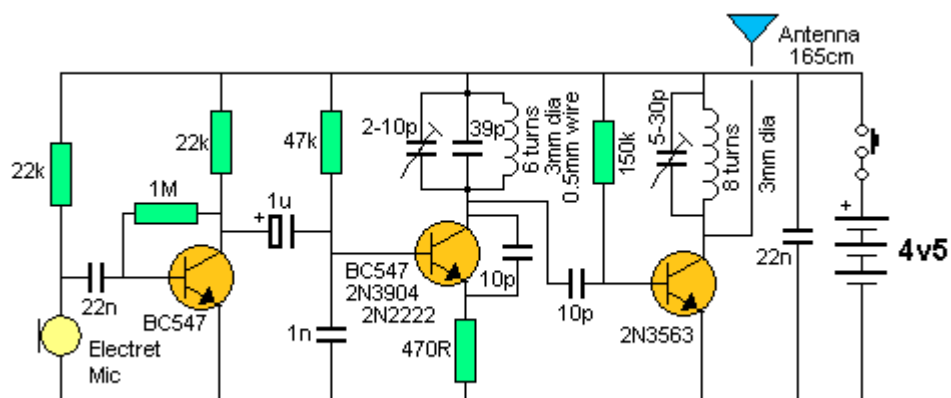 Antenna
165cm
22k
22k
1M
22n
BC547
Electret
Mic
+
1u
47k
1n
2-10p
39p
6 turns
3mm dia
0.5mm wire
BC547
2N3904
2N2222
10p
470R
10p
150k
5-30p
8 turns
3mm dia
2N3563
22n
+
4v5